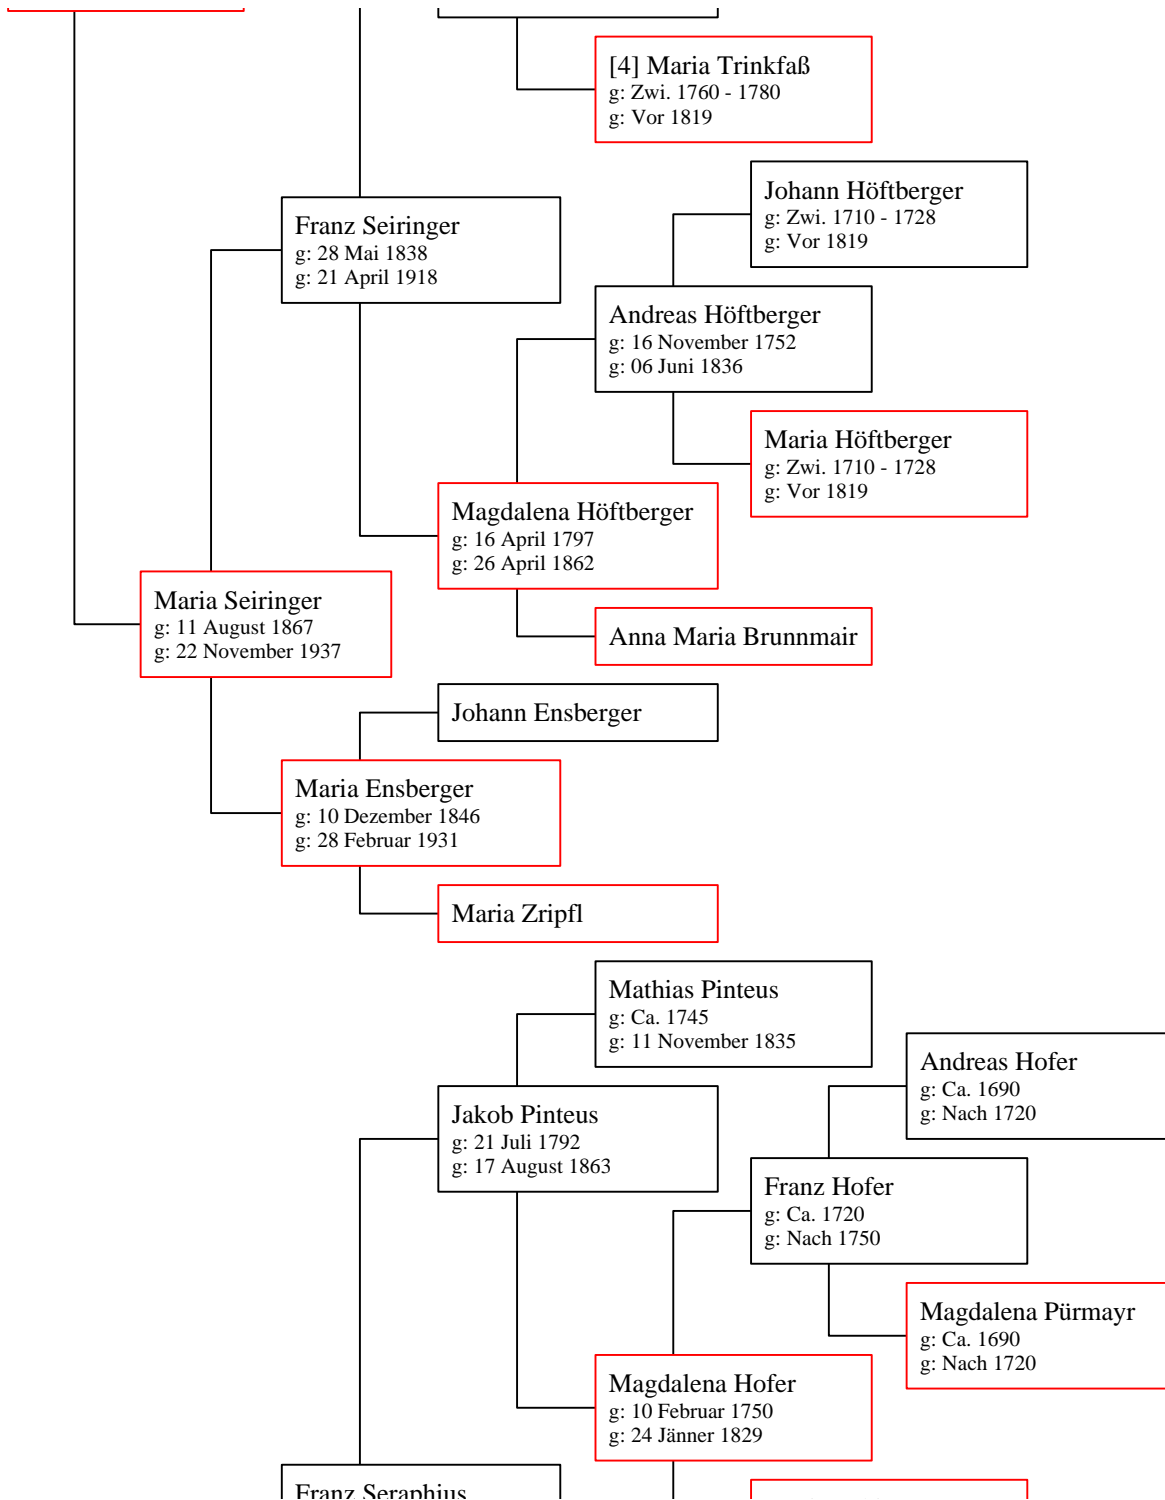 [4] Maria Trinkfaß
g: Zwi. 1760 - 1780
g: Vor 1819
Johann Höftberger
g: Zwi. 1710 - 1728
g: Vor 1819
Franz Seiringer
g: 28 Mai 1838
g: 21 April 1918
Andreas Höftberger
g: 16 November 1752
g: 06 Juni 1836
Maria Höftberger
g: Zwi. 1710 - 1728
g: Vor 1819
Magdalena Höftberger
g: 16 April 1797
g: 26 April 1862
Maria Seiringer
g: 11 August 1867
g: 22 November 1937
Anna Maria Brunnmair
Johann Ensberger
Maria Ensberger
g: 10 Dezember 1846
g: 28 Februar 1931
Maria Zripfl
Mathias Pinteus
g: Ca. 1745
g: 11 November 1835
Andreas Hofer
g: Ca. 1690
g: Nach 1720
Jakob Pinteus
g: 21 Juli 1792
g: 17 August 1863
Franz Hofer
g: Ca. 1720
g: Nach 1750
Magdalena Pürmayr
g: Ca. 1690
g: Nach 1720
Magdalena Hofer
g: 10 Februar 1750
g: 24 Jänner 1829
Franz Seraphius